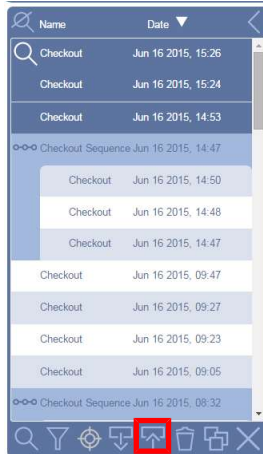 Name Date ▼
Checkout Jun 16 2015, 15:26
Checkout Jun 16 2015, 15:24
Checkout Jun 16 2015, 14:53
Checkout Sequence Jun 16 2015, 14:47
Checkout Jun 16 2015, 14:50
Checkout Jun 16 2015, 14:48
Checkout Jun 16 2015, 14:47
Checkout Jun 16 2015, 09:47
Checkout Jun 16 2015, 09:27
Checkout Jun 16 2015, 09:23
Checkout Jun 16 2015, 09:05
Checkout Sequence Jun 16 2015, 08:32